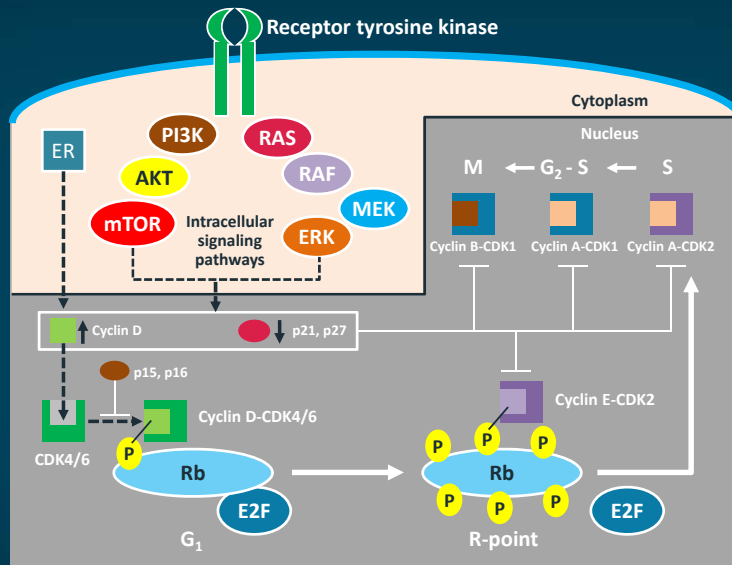 Receptor tyrosine kinase
Cytoplasm
Nucleus
ER
PI3K
AKT
mTOR
RAS
RAF
MEK
ERK
Intracellular
signaling
pathways
M
G₂ - S
S
Cyclin B-CDK1
Cyclin A-CDK1
Cyclin A-CDK2
Cyclin D
p21, p27
p15, p16
CDK4/6
Cyclin D-CDK4/6
Cyclin E-CDK2
P
Rb
E2F
G₁
P
P
P
P
P
P
Rb
E2F
R-point